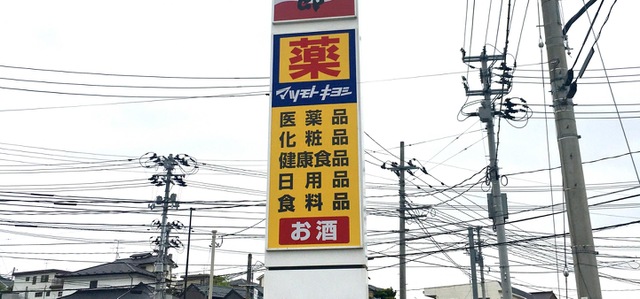 薬
マツモトキヨシ
医薬品
化粧品
健康食品
日用品
食料品
お酒